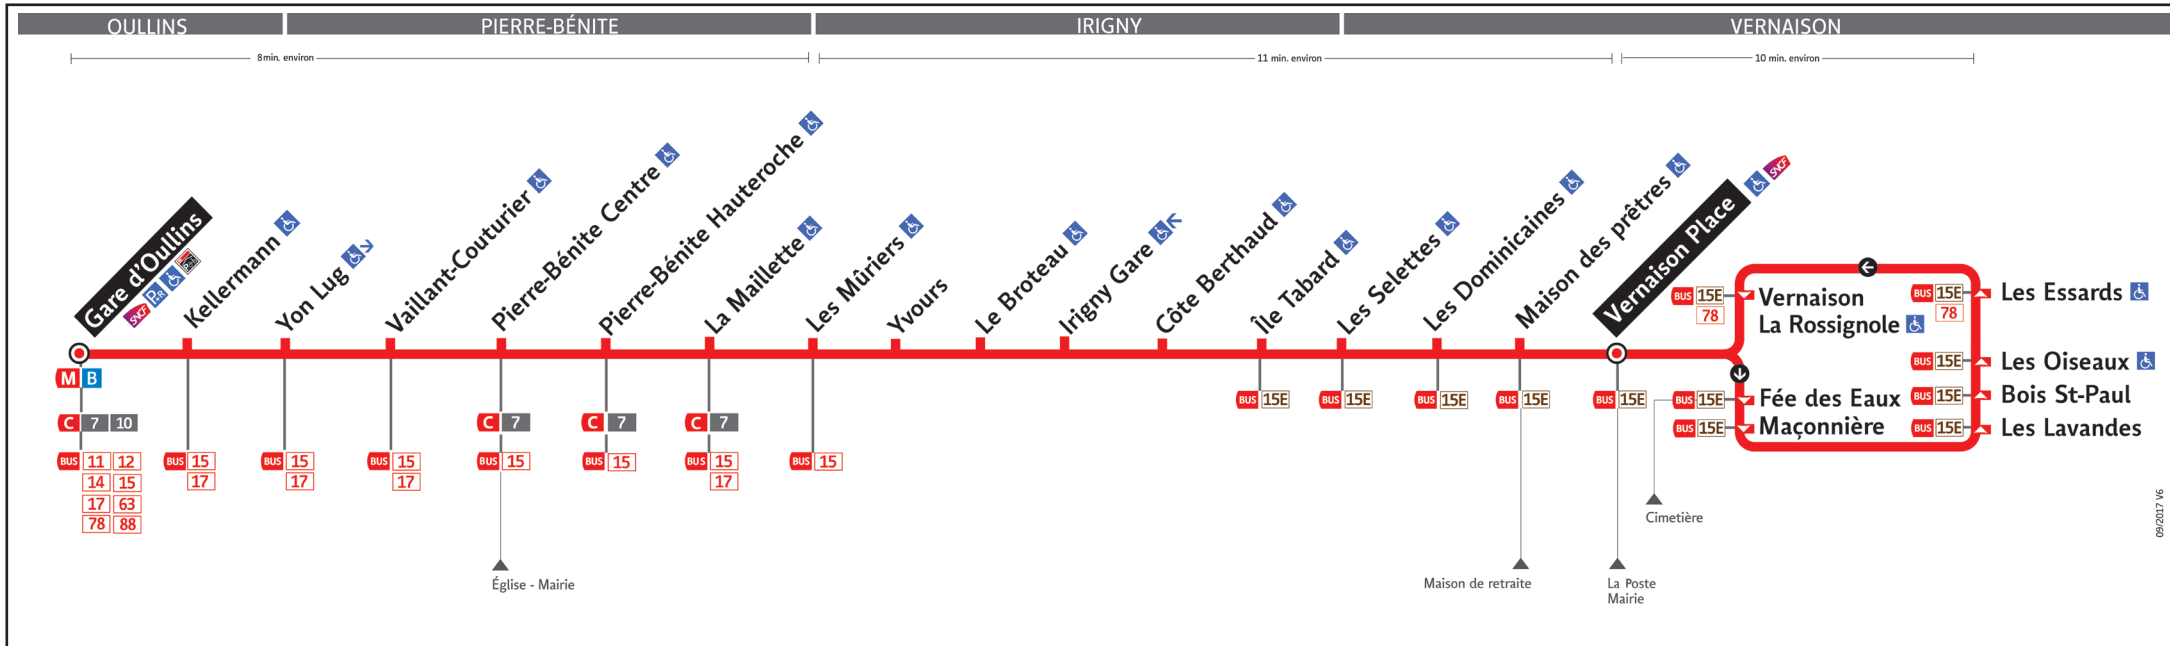 OULLINS
PIERRE-BÉNITE
IRIGNY
VERNAISON
8min. environ
11 min. environ
10 min. environ
Gare d'Oullins
SNCF P+R
Kellermann
Yon Lug
Vaillant-Couturier
Pierre-Bénite Centre
Pierre-Bénite Hauteroche
La Maillette
Les Mûriers
Yvours
Le Broteau
Irigny Gare
Côte Berthaud
Île Tabard
Les Selettes
Les Dominicaines
Maison des prêtres
Vernaison Place
SNCF
M B
C 7 10
BUS 11 12
14 15
17 63
78 88
BUS 15
17
BUS 15
17
BUS 15
17
C 7
BUS 15
Église - Mairie
C 7
BUS 15
C 7
BUS 15
17
BUS 15
BUS 15E
BUS 15E
BUS 15E
BUS 15E
Maison de retraite
BUS 15E
La Poste
Mairie
BUS 15E
78
Vernaison
La Rossignole
BUS 15E
Fée des Eaux
Cimetière
BUS 15E
Maçonnière
BUS 15E
78
Les Essards
BUS 15E
Les Oiseaux
BUS 15E
Bois St-Paul
BUS 15E
Les Lavandes
09/2017 V6